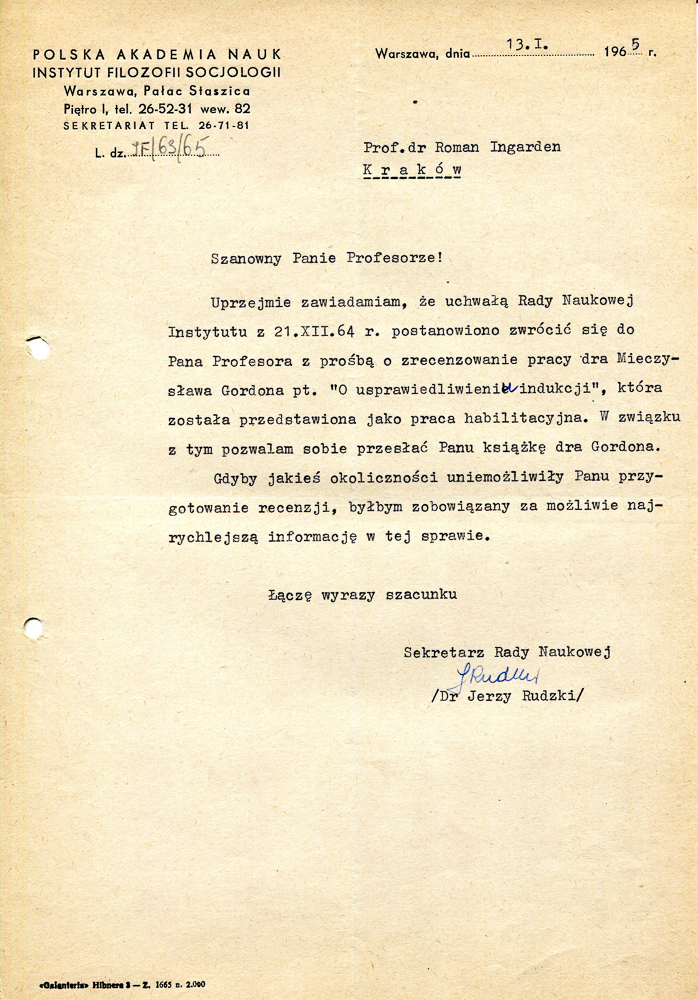 POLSKA AKADEMIA NAUK
INSTYTUT FILOZOFII SOCJOLOGII
Warszawa, Pałac Staszica
Piętro I, tel. 26-52-31 wew. 82
SEKRETARIAT TEL. 26-71-81
L. dz. IF/63/65
Warszawa, dnia 13.I. 1965 r.
Prof.dr Roman Ingarden
Kraków
Szanowny Panie Profesorze!
Uprzejmie zawiadamiam, że uchwałą Rady Naukowej
Instytutu z 21.XII.64 r. postanowiono zwrócić się do
Pana Profesora z prośbą o zrecenzowanie pracy dra Mieczy-
sława Gordona pt. "O usprawiedliwieniu indukcji", która
została przedstawiona jako praca habilitacyjna. W związku
z tym pozwalam sobie przesłać Panu książkę dra Gordona.
Gdyby jakieś okoliczności uniemożliwiły Panu przy-
gotowanie recenzji, byłbym zobowiązany za możliwie naj-
rychlejszą informację w tej sprawie.
Łączę wyrazy szacunku
Sekretarz Rady Naukowej
JRudzki
/Dr Jerzy Rudzki/
«Galanteria» Hibnera 3 — Z. 1665 n. 2.000